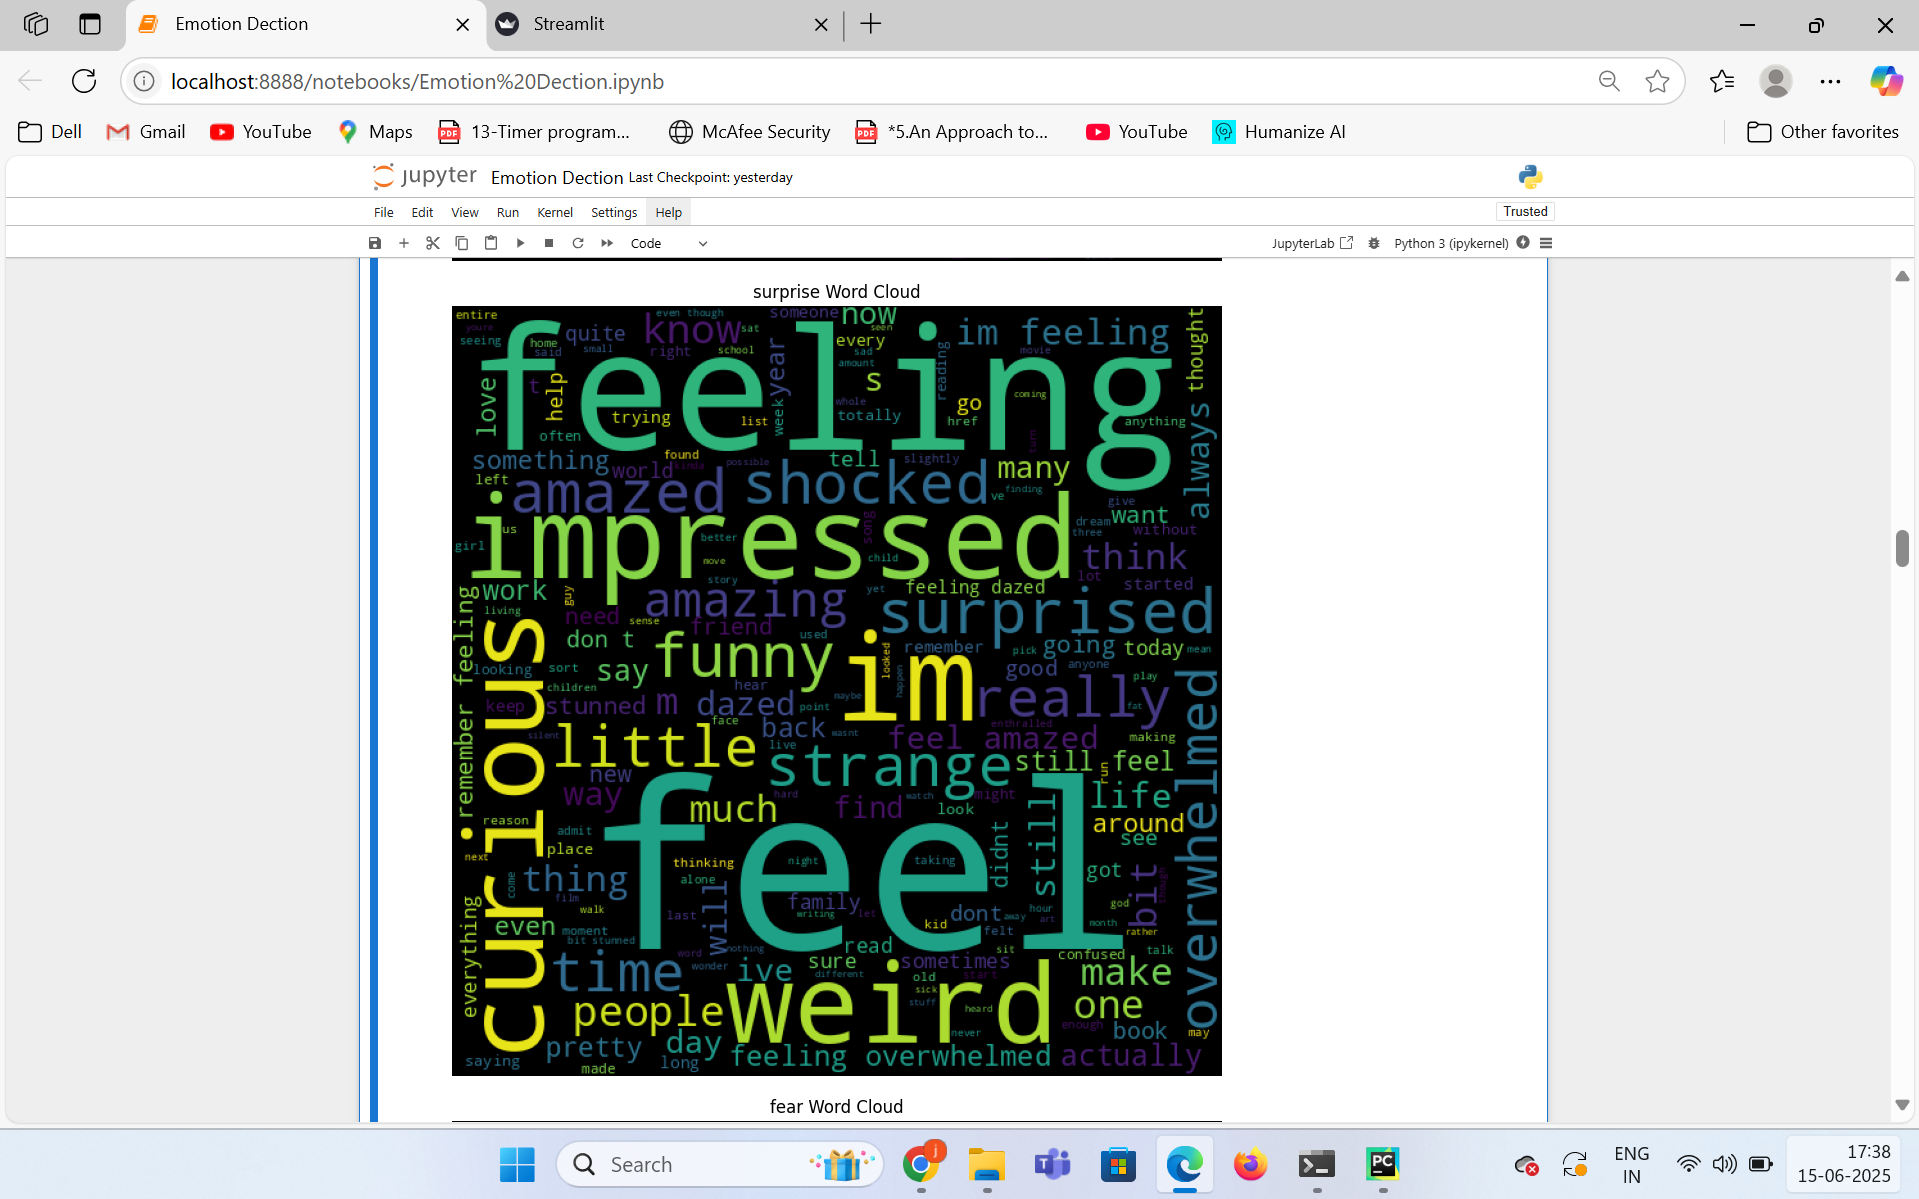 Emotion Dection
Streamlit
localhost:8888/notebooks/Emotion%20Dection.ipynb
Dell Gmail YouTube Maps 13-Timer program... McAfee Security *5.An Approach to... YouTube Humanize AI Other favorites
jupyter Emotion Dection Last Checkpoint: yesterday
File Edit View Run Kernel Settings Help Trusted
Code JupyterLab Python 3 (ipykernel)
surprise Word Cloud
entire even though someone now
youre seeing home said quite small know sat right school year every seen sad amount im feeling movie thought
feeling
love t help trying often list week whole totally s reading go href coming anything always
something world found kinda possible tell slightly many
left amazed shocked ve finding give want without
impressed
us girl better move song child dream three think lot started
work guy story amazing yet feeling dazed surprised
living need sense friend used remember going today mean
remember feeling curious don t funny im looked happen pick good anyone
looking sort say children hear maybe really play fat
keep stunned m dazed point face back wasnt enthralled
silent little live feel amazed making
new strange still feel run overwhelmed
way much hard find watch might look life around see
reason admit feel still
next place thinking night taking didnt got
come thing alone will family writing let bit though
film walk last dont away hour art god month rather
everything even moment kid felt
bit stunned word nothing read sit confused talk
time wonder ive sure different sometimes start make
people weird old sick stuff heard never one enough book may
pretty day feeling overwhelmed actually
saying made long
fear Word Cloud
Search
PC
j
ENG
IN
17:38
15-06-2025